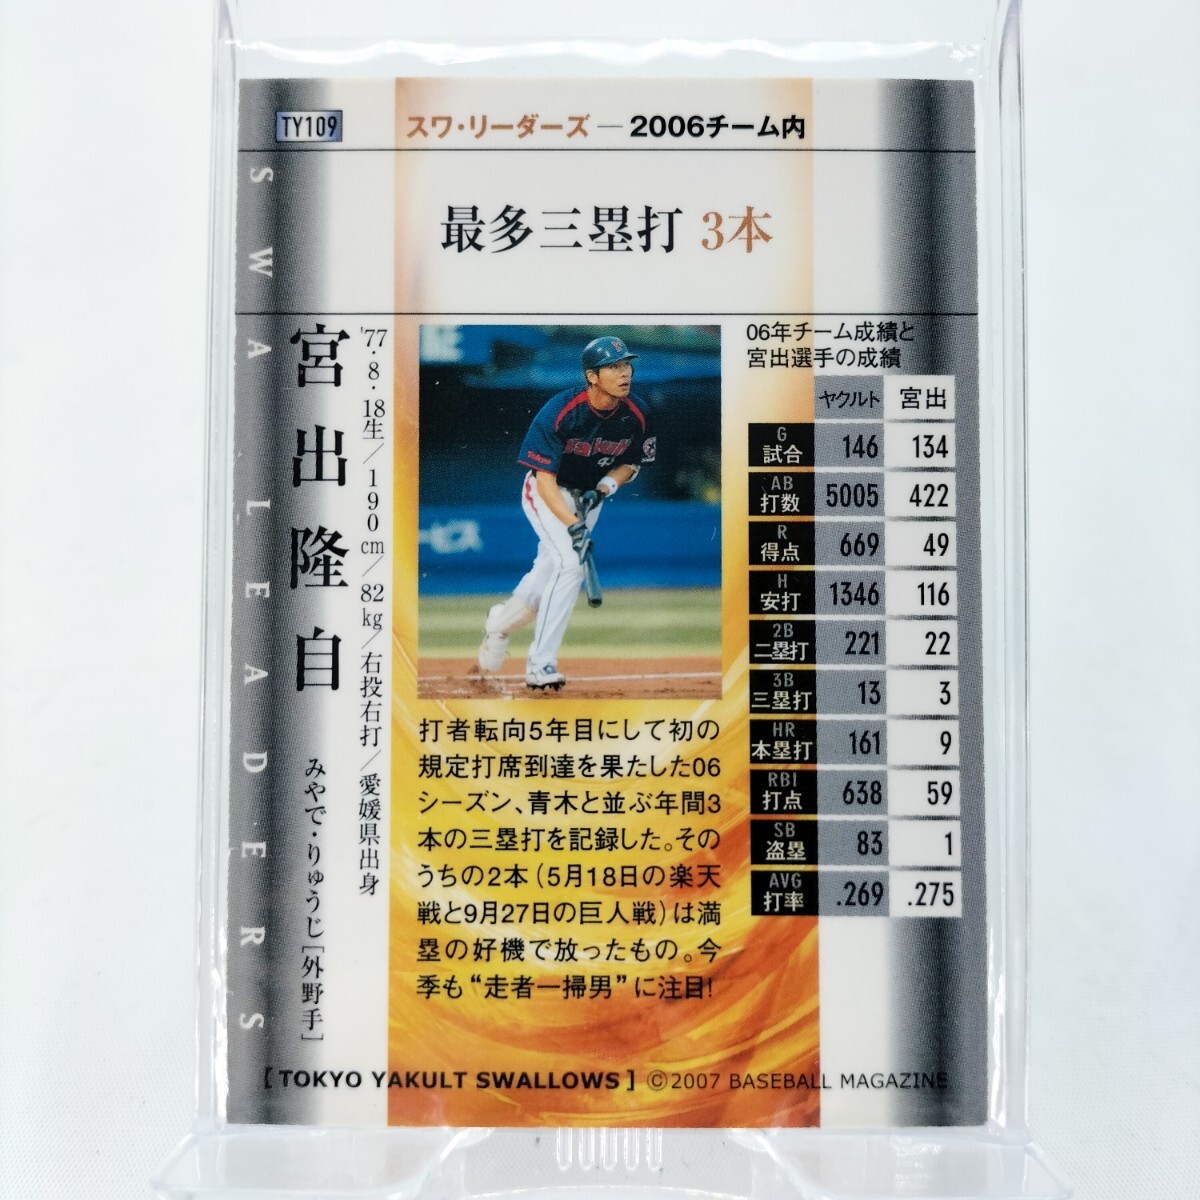 TY109
スワ・リーダーズ — 2006チーム内
最多三塁打 3本
SWALLOWS LEADERS
宮出隆自
'77・8・18生／190cm／82kg／右投右打／愛媛県出身
みやで・りゅうじ［外野手］
06年チーム成績と
宮出選手の成績
ヤクルト 宮出
G 試合 146 134
AB 打数 5005 422
R 得点 669 49
H 安打 1346 116
2B 二塁打 221 22
3B 三塁打 13 3
HR 本塁打 161 9
RBI 打点 638 59
SB 盗塁 83 1
AVG 打率 .269 .275
打者転向5年目にして初の
規定打席到達を果たした06
シーズン、青木と並ぶ年間3
本の三塁打を記録した。その
うちの2本（5月18日の楽天
戦と9月27日の巨人戦）は満
塁の好機で放ったもの。今
季も“走者一掃男”に注目!
[ TOKYO YAKULT SWALLOWS ] ©2007 BASEBALL MAGAZINE